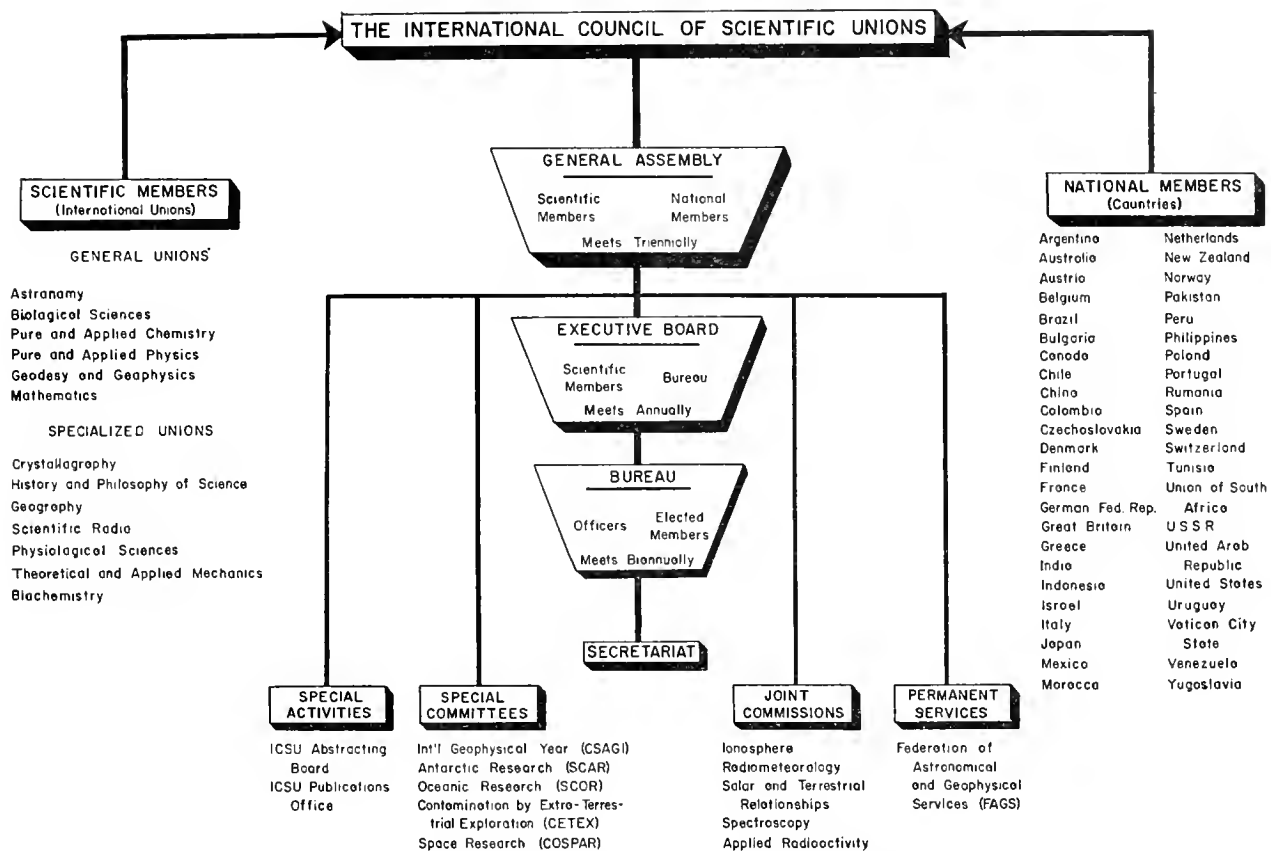 THE INTERNATIONAL COUNCIL OF SCIENTIFIC UNIONS
SCIENTIFIC MEMBERS
(International Unions)
GENERAL UNIONS
Astronomy
Biological Sciences
Pure and Applied Chemistry
Pure and Applied Physics
Geodesy and Geophysics
Mathematics
SPECIALIZED UNIONS
Crystallography
History and Philosophy of Science
Geography
Scientific Radio
Physiological Sciences
Theoretical and Applied Mechanics
Biochemistry
GENERAL ASSEMBLY
Scientific
Members
National
Members
Meets Triennially
EXECUTIVE BOARD
Scientific
Members
Bureau
Meets Annually
BUREAU
Officers
Elected
Members
Meets Biannually
SECRETARIAT
SPECIAL
ACTIVITIES
ICSU Abstracting
Board
ICSU Publications
Office
SPECIAL
COMMITTEES
Int'l Geophysical Year (CSAGI)
Antarctic Research (SCAR)
Oceanic Research (SCOR)
Contamination by Extra-Terres-
trial Exploration (CETEX)
Space Research (COSPAR)
JOINT
COMMISSIONS
Ionosphere
Radiometeorology
Solar and Terrestrial
Relationships
Spectroscopy
Applied Radioactivity
PERMANENT
SERVICES
Federation of
Astronomical
and Geophysical
Services (FAGS)
NATIONAL MEMBERS
(Countries)
Argentina
Australia
Austria
Belgium
Brazil
Bulgaria
Canada
Chile
China
Colombia
Czechoslovakia
Denmark
Finland
France
German Fed. Rep.
Great Britain
Greece
India
Indonesia
Israel
Italy
Japan
Mexico
Morocco
Netherlands
New Zealand
Norway
Pakistan
Peru
Philippines
Poland
Portugal
Rumania
Spain
Sweden
Switzerland
Tunisia
Union of South
Africa
USSR
United Arab
Republic
United States
Uruguay
Vatican City
State
Venezuela
Yugoslavia